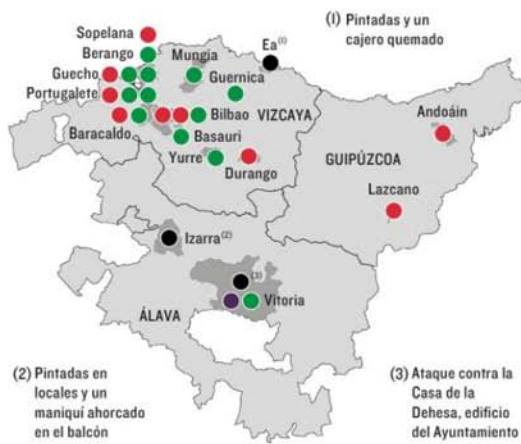 Sopelana
Berango
Guecho
Portugalete
Baracaldo
Mungia
Ea (1)
Guernica
Bilbao
VIZCAYA
Basauri
Yurre
Durango
(1) Pintadas y un
cajero quemado
Andoáin
GUIPÚZCOA
Lazcano
Izarra (2)
(3)
ÁLAVA
Vitoria
(2) Pintadas en
locales y un
maniquí ahorcado
en el balcón
(3) Ataque contra la
Casa de la
Dehesa, edificio
del Ayuntamiento